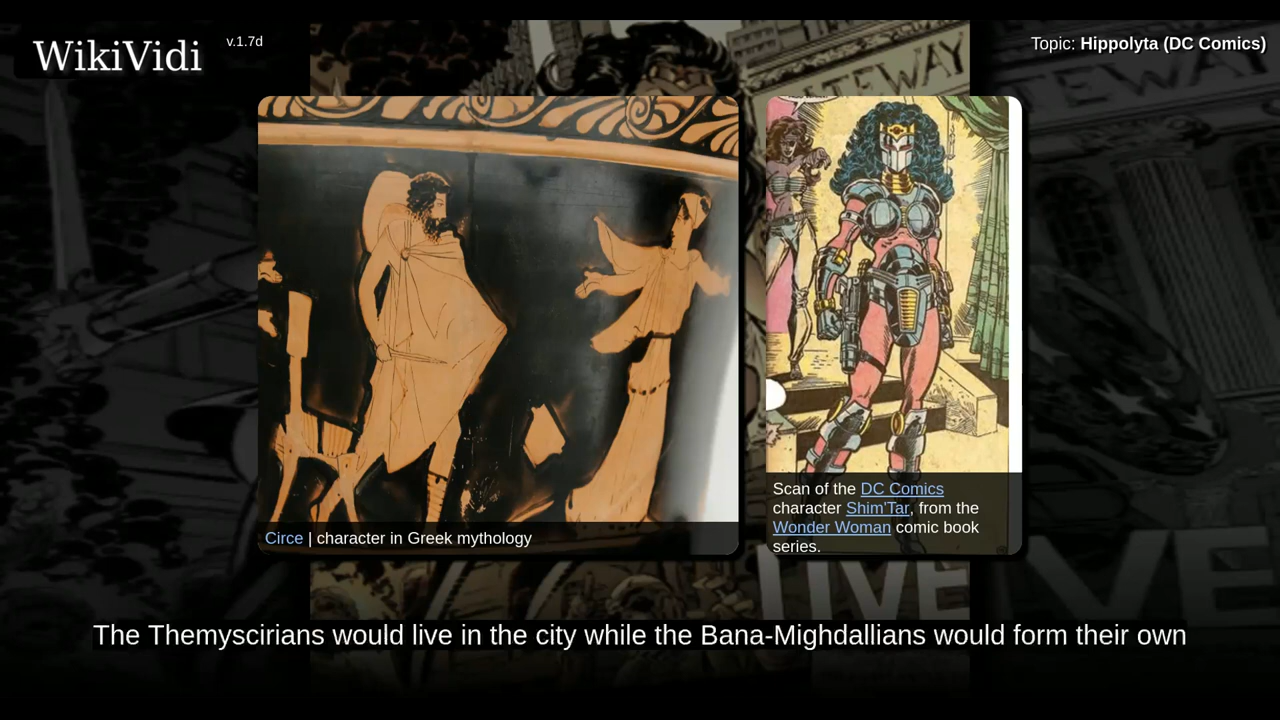 WikiVidi
v.1.7d
Topic: Hippolyta (DC Comics)
GATEWAY
Circe | character in Greek mythology
Scan of the DC Comics
character Shim'Tar, from the
Wonder Woman comic book
series.
LIVE
The Themyscirians would live in the city while the Bana-Mighdallians would form their own